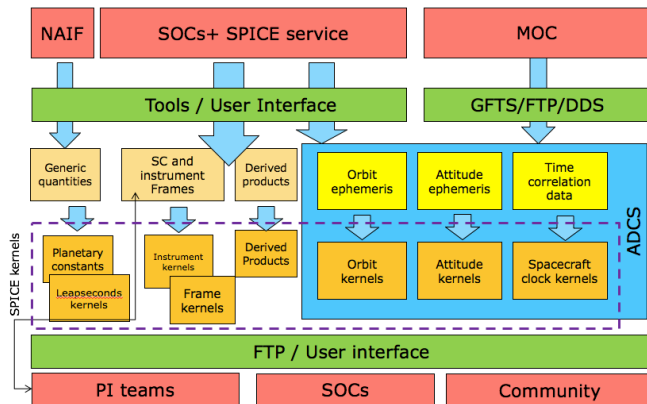 NAIF
SOCs+ SPICE service
MOC
Tools / User Interface
GFTS/FTP/DDS
Generic
quantities
SC and
instrument
Frames
Derived
products
Orbit
ephemeris
Attitude
ephemeris
Time
correlation
data
ADCS
SPICE kernels
Planetary
constants
Leapseconds
kernels
Instrument
kernels
Frame
kernels
Derived
Products
Orbit
kernels
Attitude
kernels
Spacecraft
clock kernels
FTP / User interface
PI teams
SOCs
Community